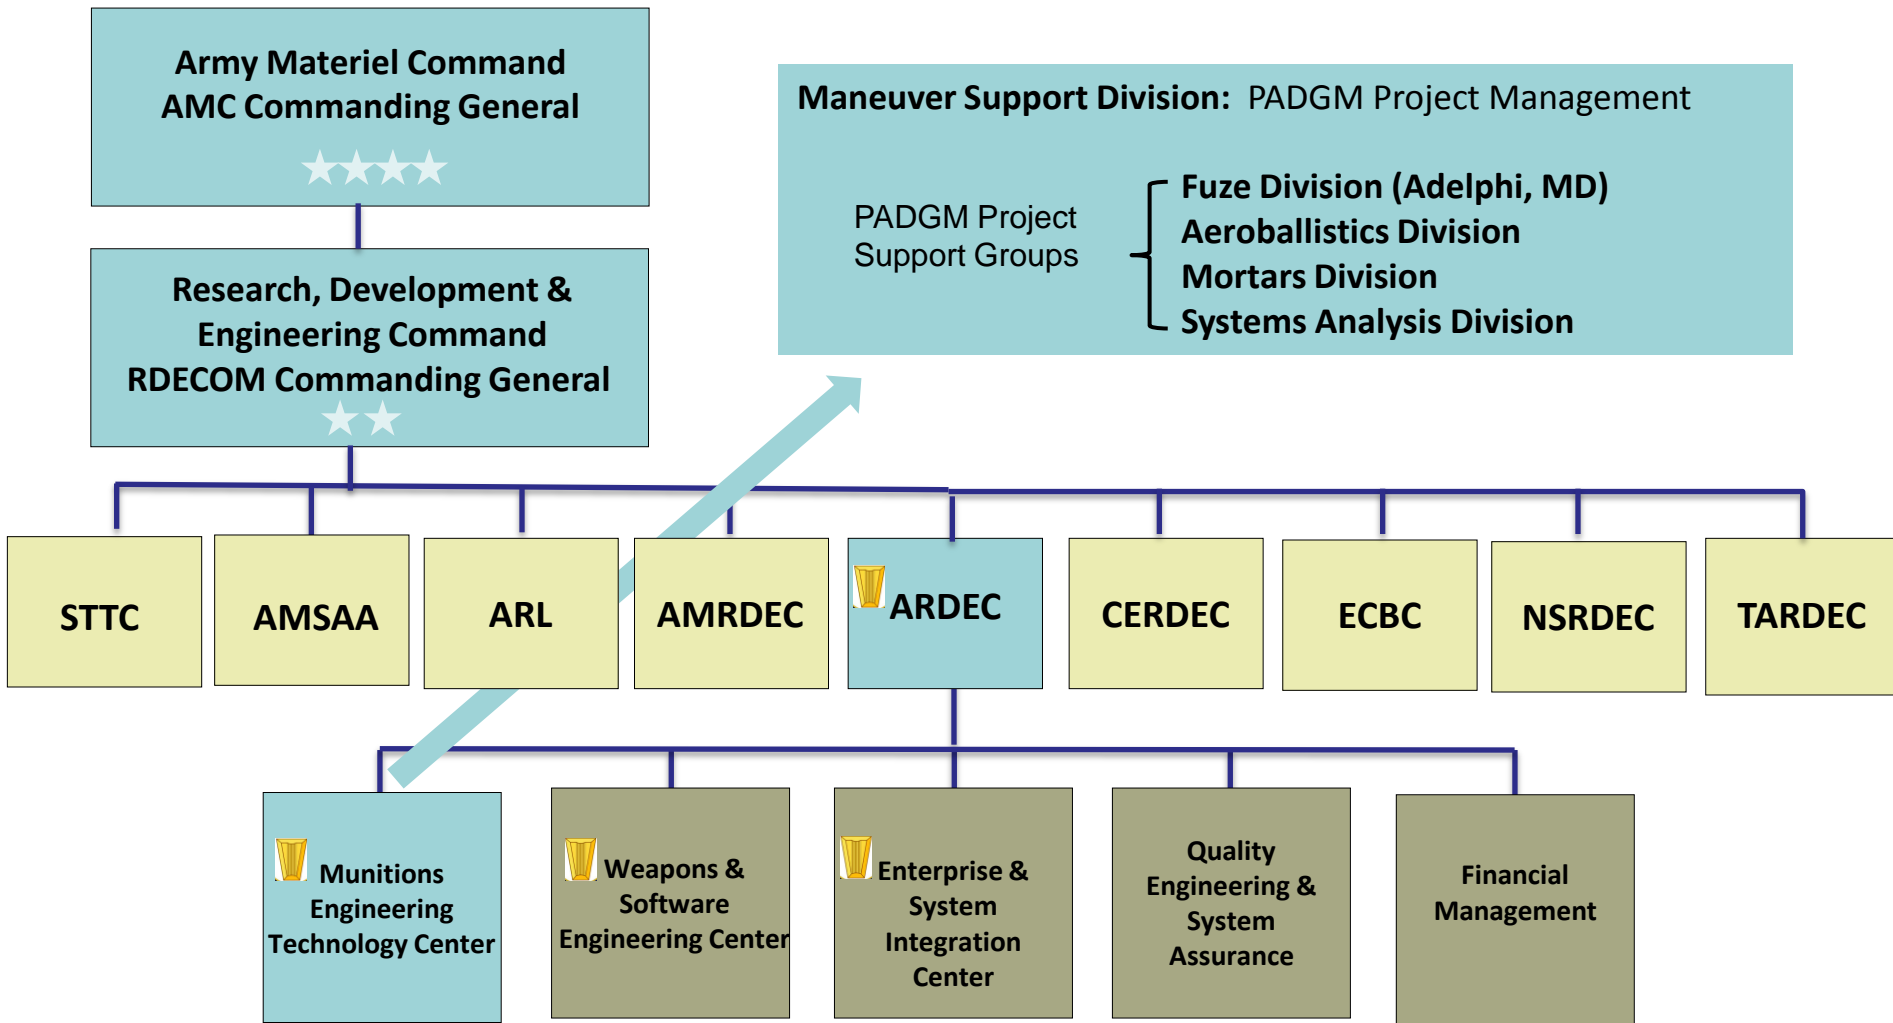 Army Materiel Command
AMC Commanding General
Research, Development &
Engineering Command
RDECOM Commanding General
Maneuver Support Division: PADGM Project Management
PADGM Project
Support Groups
Fuze Division (Adelphi, MD)
Aeroballistics Division
Mortars Division
Systems Analysis Division
STTC
AMSAA
ARL
AMRDEC
ARDEC
CERDEC
ECBC
NSRDEC
TARDEC
Munitions
Engineering
Technology Center
Weapons &
Software
Engineering Center
Enterprise &
System
Integration
Center
Quality
Engineering &
System
Assurance
Financial
Management